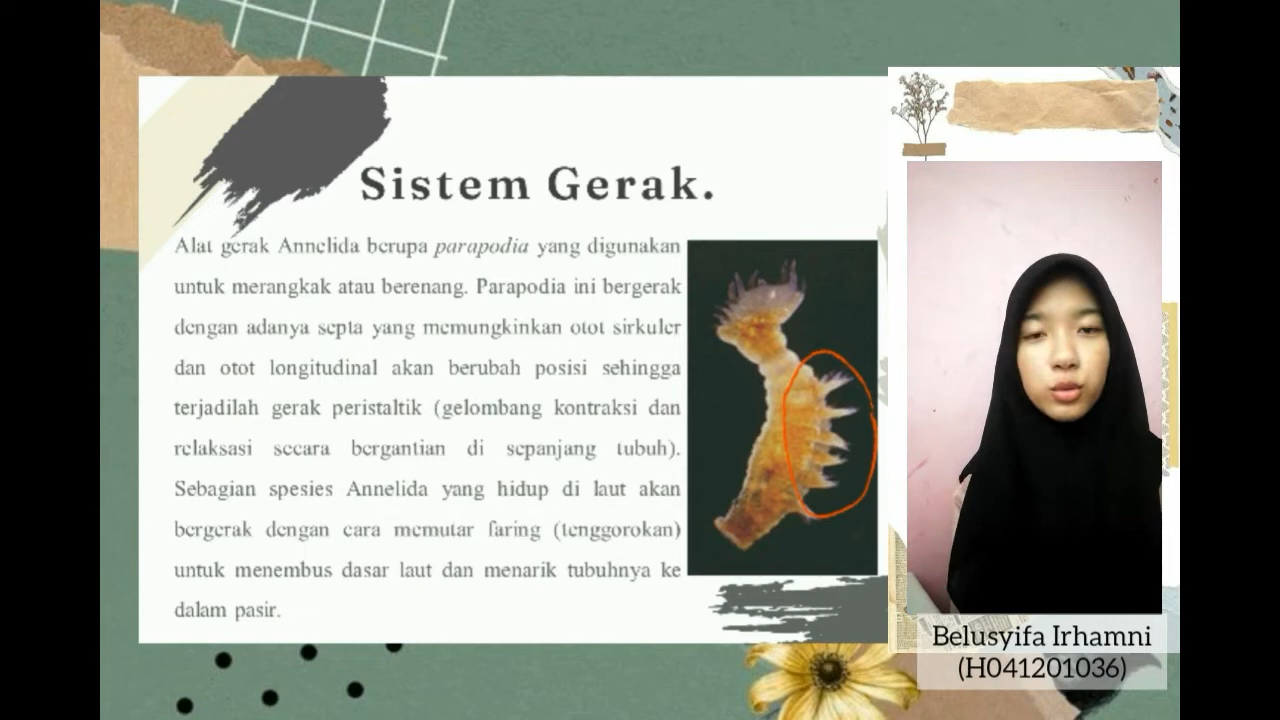 Sistem Gerak.
Alat gerak Annelida berupa parapodia yang digunakan
untuk merangkak atau berenang. Parapodia ini bergerak
dengan adanya septa yang memungkinkan otot sirkuler
dan otot longitudinal akan berubah posisi sehingga
terjadilah gerak peristaltik (gelombang kontraksi dan
relaksasi secara bergantian di sepanjang tubuh).
Sebagian spesies Annelida yang hidup di laut akan
bergerak dengan cara memutar faring (tenggorokan)
untuk menembus dasar laut dan menarik tubuhnya ke
dalam pasir.
Belusyifa Irhamni
(H041201036)